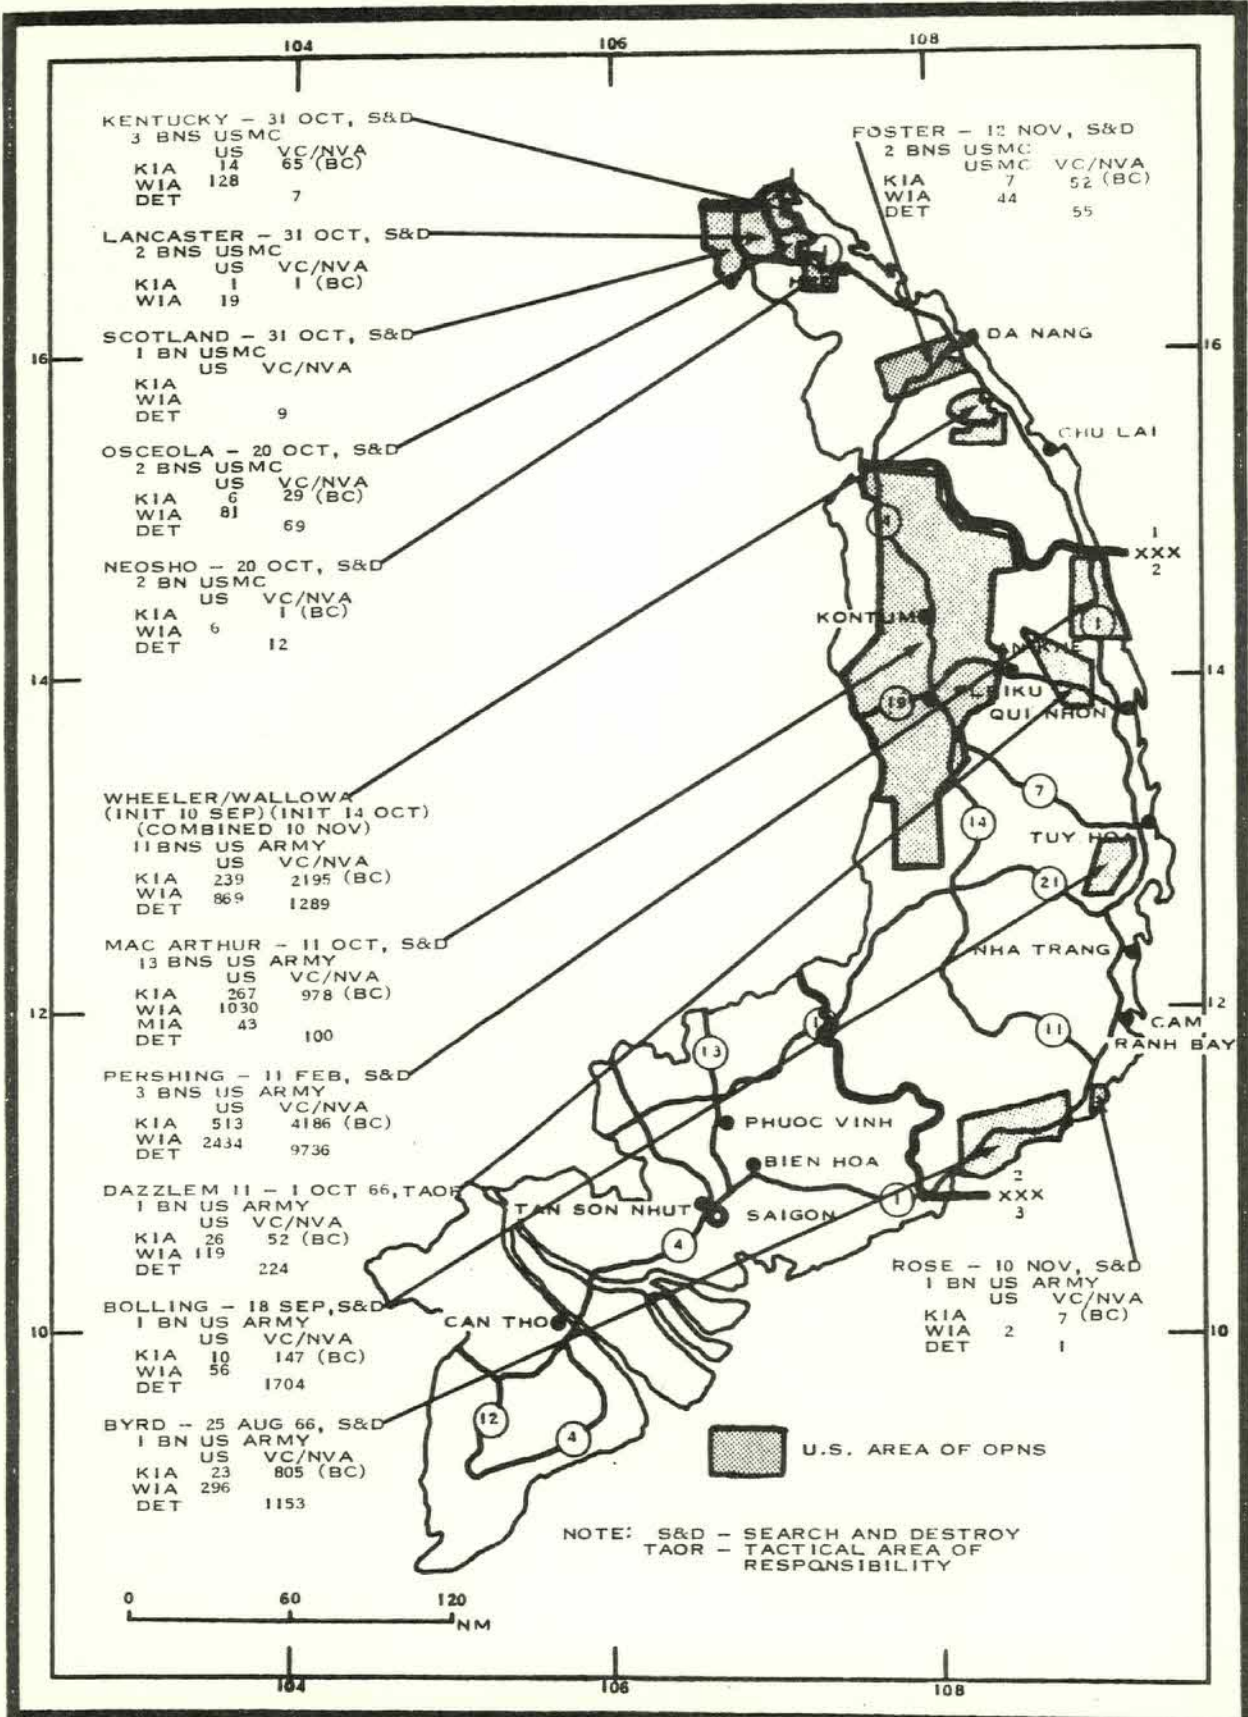 104 106 108
KENTUCKY – 31 OCT, S&D
3 BNS USMC
US VC/NVA
KIA 14 65 (BC)
WIA 128
DET 7
LANCASTER – 31 OCT, S&D
2 BNS USMC
US VC/NVA
KIA 1 1 (BC)
WIA 19
SCOTLAND – 31 OCT, S&D
1 BN USMC
US VC/NVA
KIA
WIA
DET 9
OSCEOLA – 20 OCT, S&D
2 BNS USMC
US VC/NVA
KIA 6 29 (BC)
WIA 81
DET 69
NEOSHO – 20 OCT, S&D
2 BN USMC
US VC/NVA
KIA 1 (BC)
WIA 6
DET 12
WHEELER/WALLOWA
(INIT 10 SEP)(INIT 14 OCT)
(COMBINED 10 NOV)
11 BNS US ARMY
US VC/NVA
KIA 239 2195 (BC)
WIA 869
DET 1289
MAC ARTHUR – 11 OCT, S&D
13 BNS US ARMY
US VC/NVA
KIA 267 978 (BC)
WIA 1030
MIA 43
DET 100
PERSHING – 11 FEB, S&D
3 BNS US ARMY
US VC/NVA
KIA 513 4186 (BC)
WIA 2434
DET 9736
DAZZLEM 11 – 1 OCT 66, TAOR
1 BN US ARMY
US VC/NVA
KIA 26 52 (BC)
WIA 119
DET 224
BOLLING – 18 SEP, S&D
1 BN US ARMY
US VC/NVA
KIA 10 147 (BC)
WIA 56
DET 1704
BYRD – 25 AUG 66, S&D
1 BN US ARMY
US VC/NVA
KIA 23 805 (BC)
WIA 296
DET 1153
FOSTER – 12 NOV, S&D
2 BNS USMC
USMC VC/NVA
KIA 7 52 (BC)
WIA 44
DET 55
1
DA NANG
16 16
CHU LAI
1
XXX
2
14
KONTUM
1
AN KHE
14 14
PLEIKU
19
QUI NHON
7
14
TUY HOA
21
NHA TRANG
12 12
CAM
RANH BAY
11
13
PHUOC VINH
BIEN HOA
TAN SON NHUT
SAIGON
1
2
XXX
3
4
ROSE – 10 NOV, S&D
1 BN US ARMY
US VC/NVA
KIA 7 (BC)
WIA 2
DET 1
CAN THO
10 10
12
4
U.S. AREA OF OPNS
NOTE: S&D – SEARCH AND DESTROY
TAOR – TACTICAL AREA OF
RESPONSIBILITY
0 60 120
NM
104 106 108